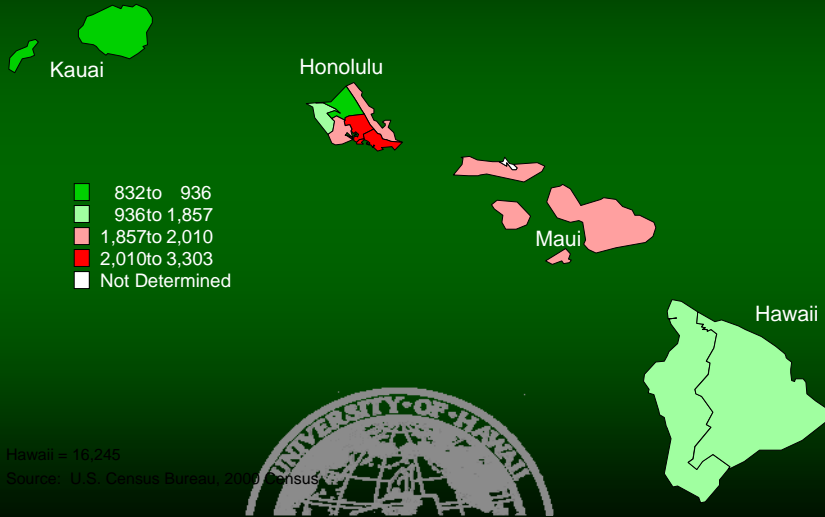 Kauai
Honolulu
832to 936
936to 1,857
1,857to 2,010
2,010to 3,303
Not Determined
Maui
Hawaii
UNIVERSITY·OF·HAWAII
Hawaii = 16,245
Source: U.S. Census Bureau, 2000 Census